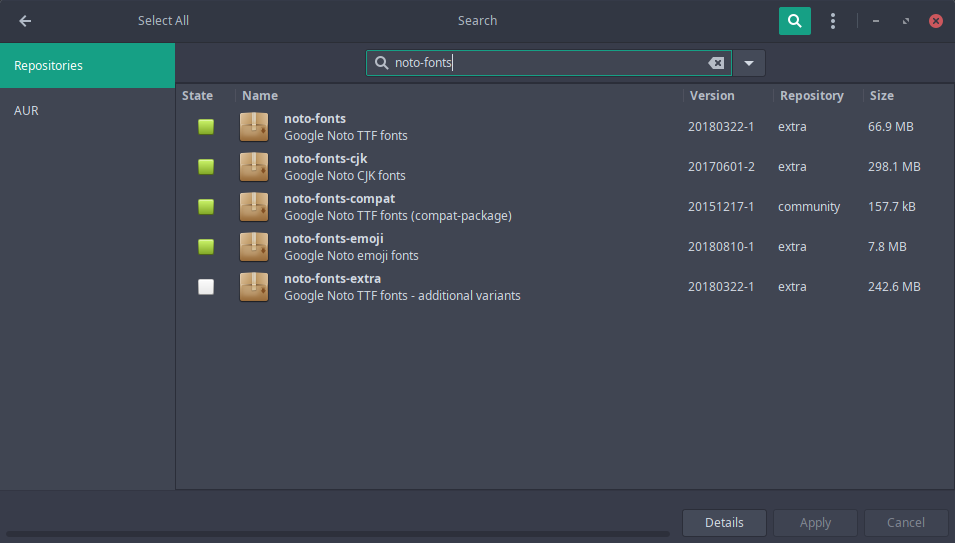 Select All Search
Repositories
AUR
noto-fonts
State Name Version Repository Size
noto-fonts
Google Noto TTF fonts
20180322-1 extra 66.9 MB
noto-fonts-cjk
Google Noto CJK fonts
20170601-2 extra 298.1 MB
noto-fonts-compat
Google Noto TTF fonts (compat-package)
20151217-1 community 157.7 kB
noto-fonts-emoji
Google Noto emoji fonts
20180810-1 extra 7.8 MB
noto-fonts-extra
Google Noto TTF fonts - additional variants
20180322-1 extra 242.6 MB
Details Apply Cancel